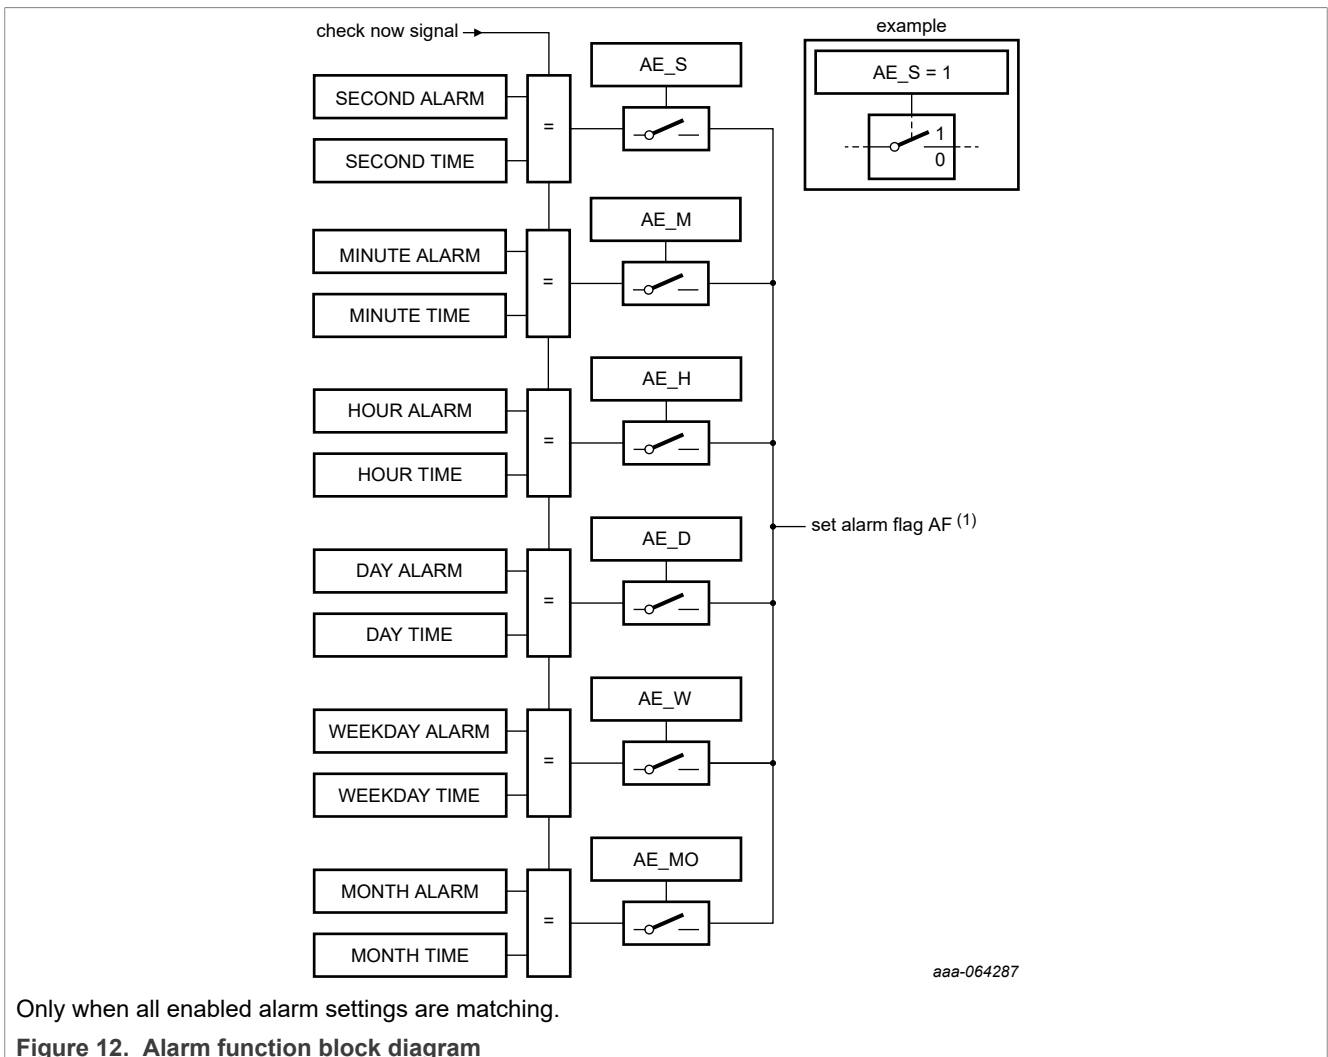 check now signal
example
AE_S
AE_S = 1
SECOND ALARM
=
SECOND TIME
1
0
AE_M
MINUTE ALARM
=
MINUTE TIME
AE_H
HOUR ALARM
=
HOUR TIME
set alarm flag AF (1)
AE_D
DAY ALARM
=
DAY TIME
AE_W
WEEKDAY ALARM
=
WEEKDAY TIME
AE_MO
MONTH ALARM
=
MONTH TIME
aaa-064287
Only when all enabled alarm settings are matching.
Figure 12. Alarm function block diagram